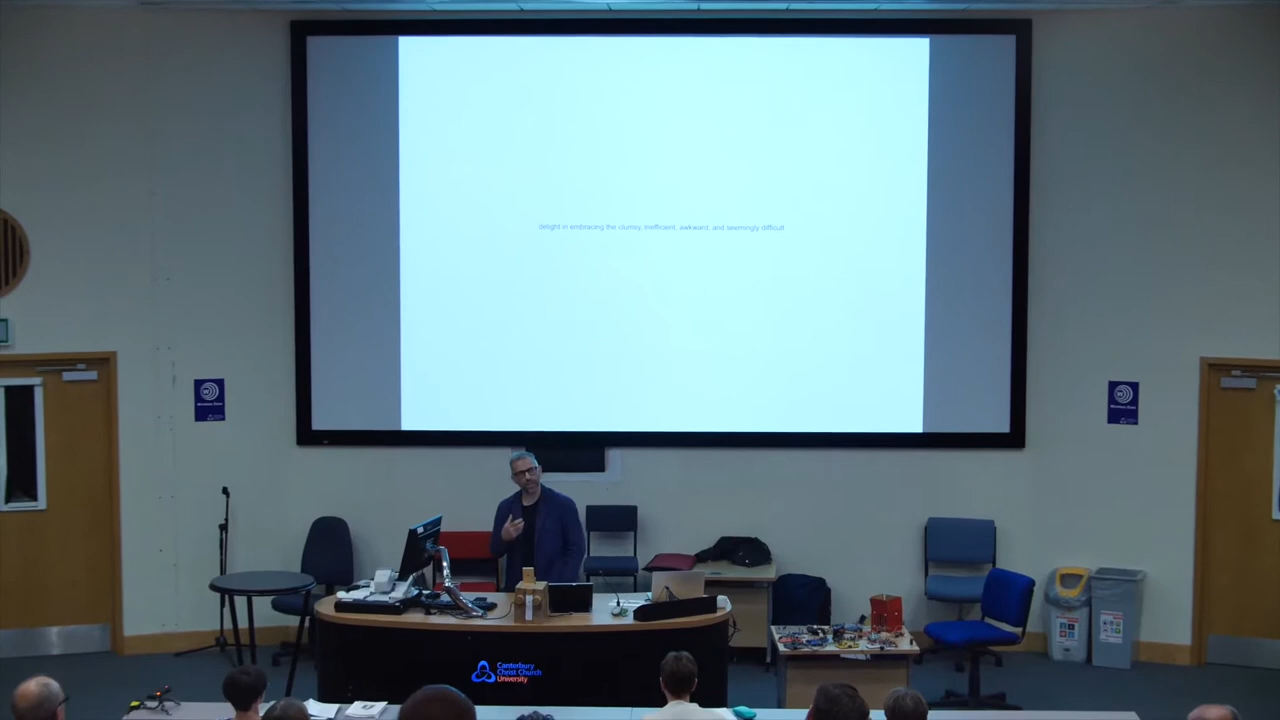 delight in embracing the clumsy, inefficient, awkward, and seemingly difficult
Canterbury
Christ Church
University